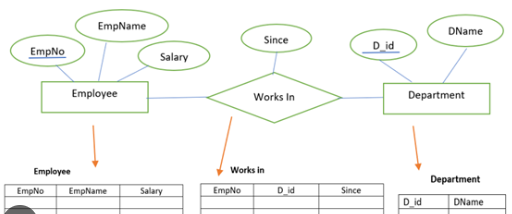 EmpName
EmpNo
Salary
Since
D_id
DName
Employee
Works In
Department
Employee
EmpNo EmpName Salary
Works in
EmpNo D_id Since
Department
D_id DName